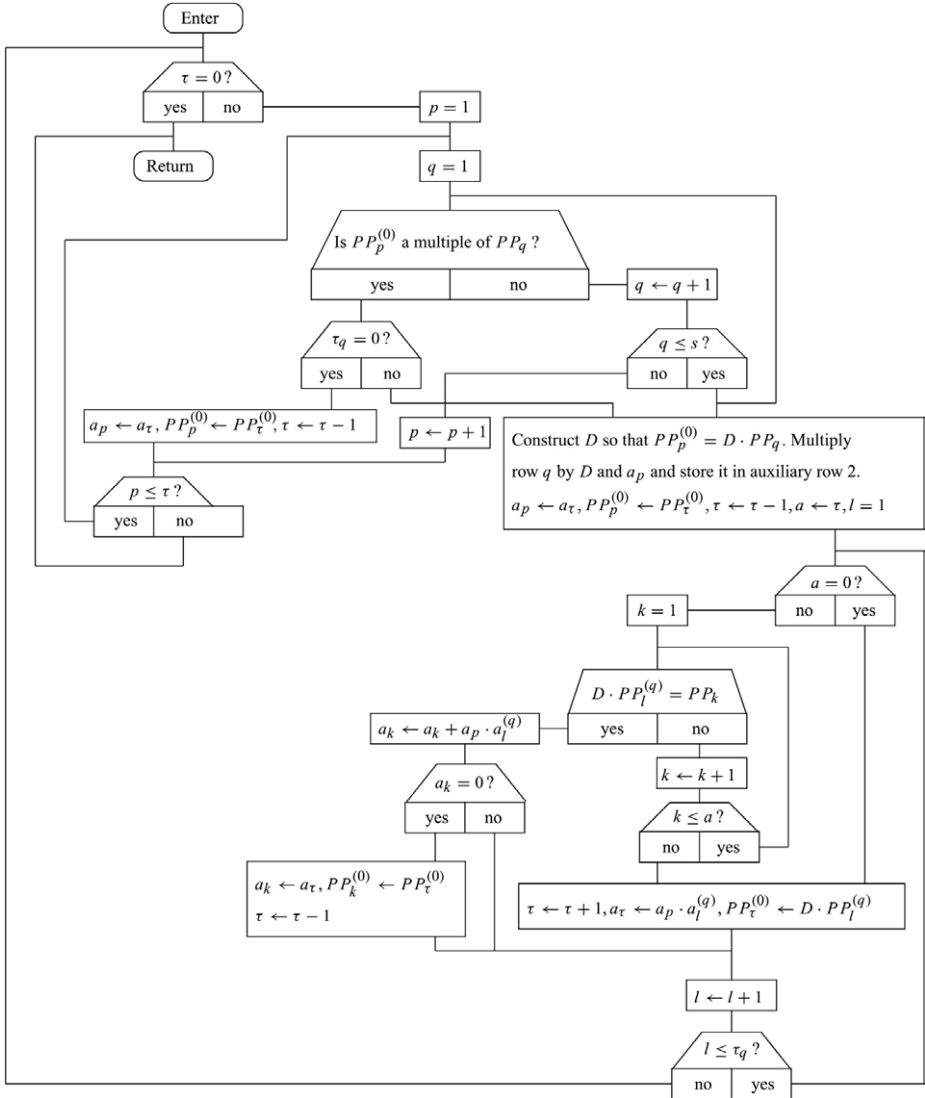 Enter
τ = 0 ?
yes no
p = 1
Return
q = 1
Is PP_p^{(0)} a multiple of PP_q ?
yes no
q ← q + 1
τ_q = 0 ?
yes no
q ≤ s ?
no yes
a_p ← a_τ, PP_p^{(0)} ← PP_τ^{(0)}, τ ← τ − 1
p ← p + 1
Construct D so that PP_p^{(0)} = D · PP_q. Multiply
row q by D and a_p and store it in auxiliary row 2.
a_p ← a_τ, PP_p^{(0)} ← PP_τ^{(0)}, τ ← τ − 1, a ← τ, l = 1
p ≤ τ ?
yes no
a = 0 ?
no yes
k = 1
D · PP_l^{(q)} = PP_k
yes no
a_k ← a_k + a_p · a_l^{(q)}
k ← k + 1
a_k = 0 ?
yes no
k ≤ a ?
no yes
a_k ← a_τ, PP_k^{(0)} ← PP_τ^{(0)}
τ ← τ − 1
τ ← τ + 1, a_τ ← a_p · a_l^{(q)}, PP_τ^{(0)} ← D · PP_l^{(q)}
l ← l + 1
l ≤ τ_q ?
no yes